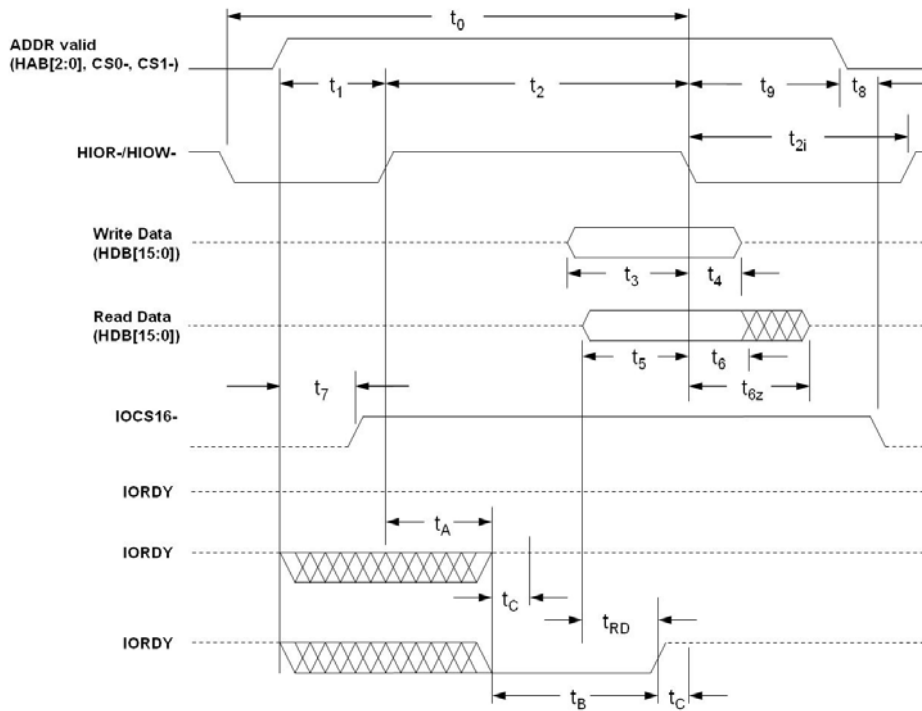 t0
ADDR valid
(HAB[2:0], CS0-, CS1-)
t1
t2
t9
t8
t2i
HIOR-/HIOW-
Write Data
(HDB[15:0])
t3
t4
Read Data
(HDB[15:0])
t5
t6
t6z
t7
IOCS16-
IORDY
tA
IORDY
tC
tRD
IORDY
tB
tC